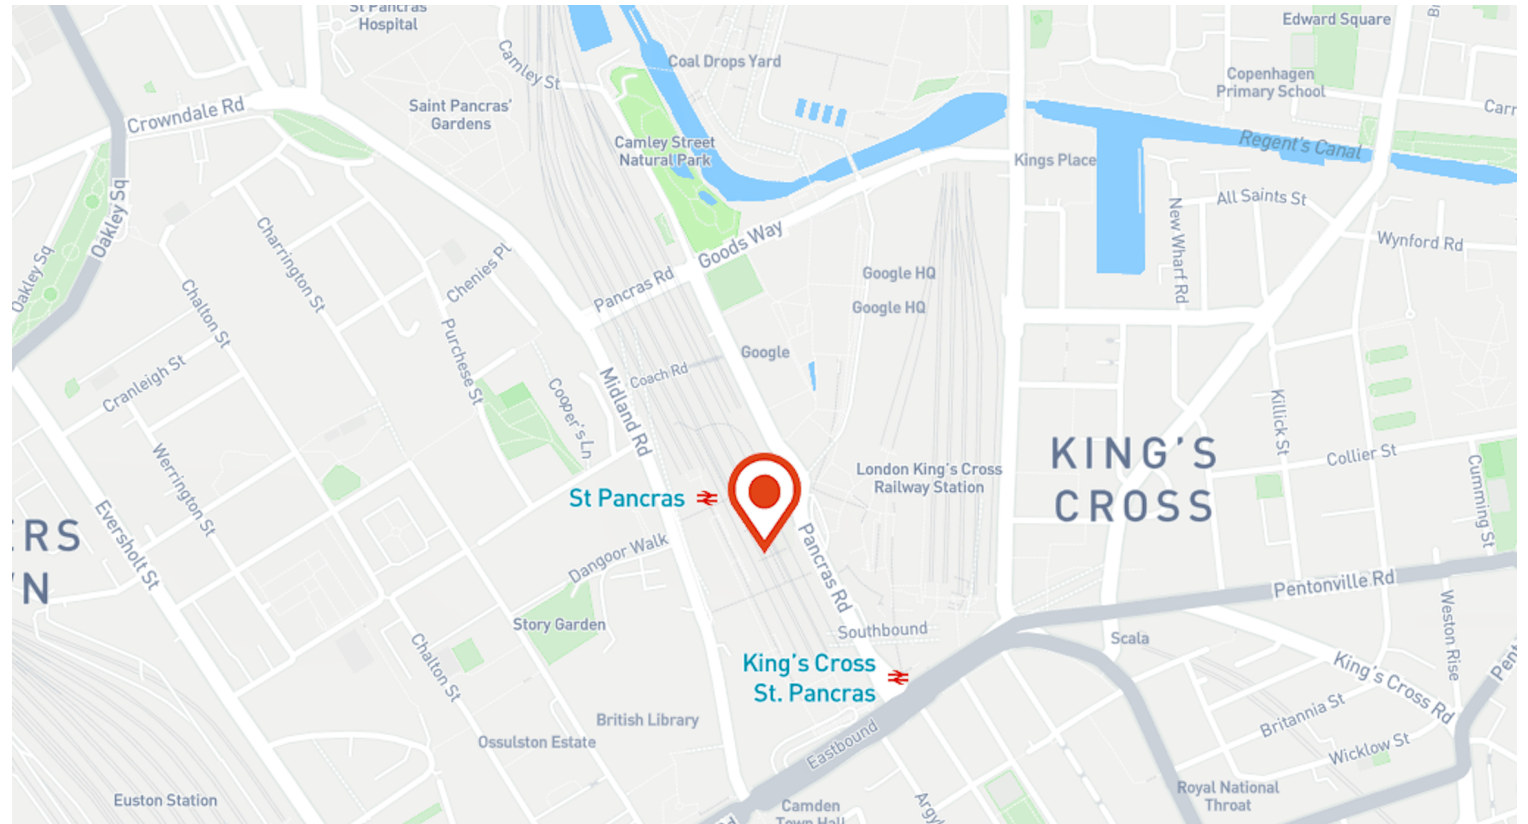 St Pancras
Hospital
Edward Square
Camley St
Coal Drops Yard
Copenhagen
Primary School
Crowndale Rd
Saint Pancras'
Gardens
Carr
Camley Street
Natural Park
Regent's Canal
Kings Place
Oakley Sq
All Saints St
New Wharf Rd
Charrington St
Goods Way
Wynford Rd
Oakley Sq
Chenies Pl
Google HQ
Pancras Rd
Chalton St
Google HQ
Purchese St
Google
Cranleigh St
Coach Rd
Midland Rd
Cooper's Ln
Killick St
KING'S
CROSS
Collier St
Werrington St
London King's Cross
Railway Station
Cumming St
St Pancras
Eversholt St
ERS
N
Dangoor Walk
Pancras Rd
Pentonville Rd
Story Garden
Southbound
Scala
Weston Rise
Chalton St
King's Cross
St. Pancras
King's Cross Rd
Pent
British Library
Britannia St
Ossulston Estate
Eastbound
Wicklow St
Euston Station
Royal National
Throat
Camden
Town Hall
Argyl
Rd